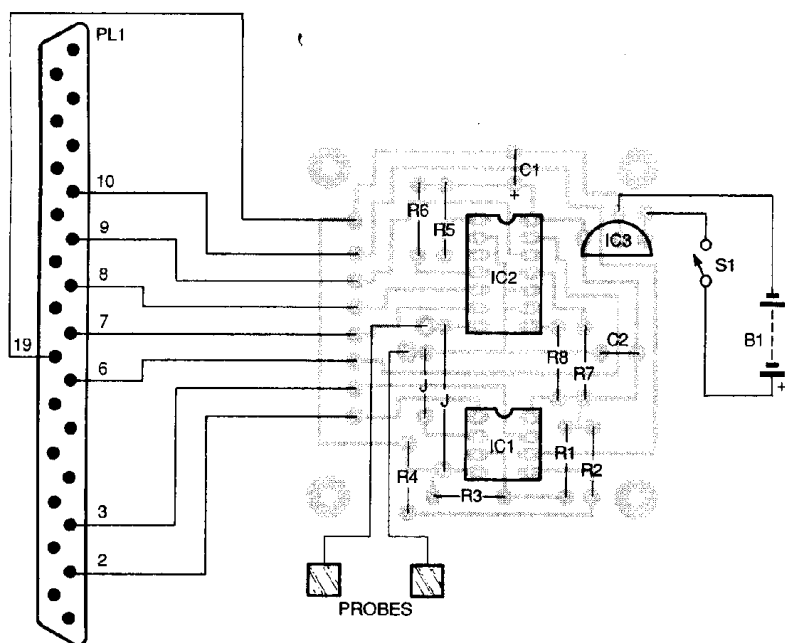 PL1
10
9
8
7
19
6
3
2
C1
+
R6
R5
IC2
IC3
S1
B1
+
R8
R7
C2
J
J
IC1
R1
R2
R4
R3
PROBES